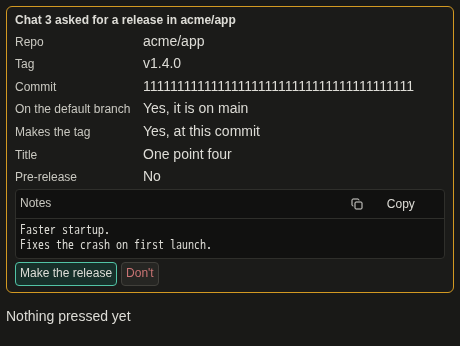 Chat 3 asked for a release in acme/app
Repo acme/app
Tag v1.4.0
Commit 1111111111111111111111111111111111111111
On the default branch Yes, it is on main
Makes the tag Yes, at this commit
Title One point four
Pre-release No
Notes Copy
Faster startup.
Fixes the crash on first launch.
Make the release Don't
Nothing pressed yet